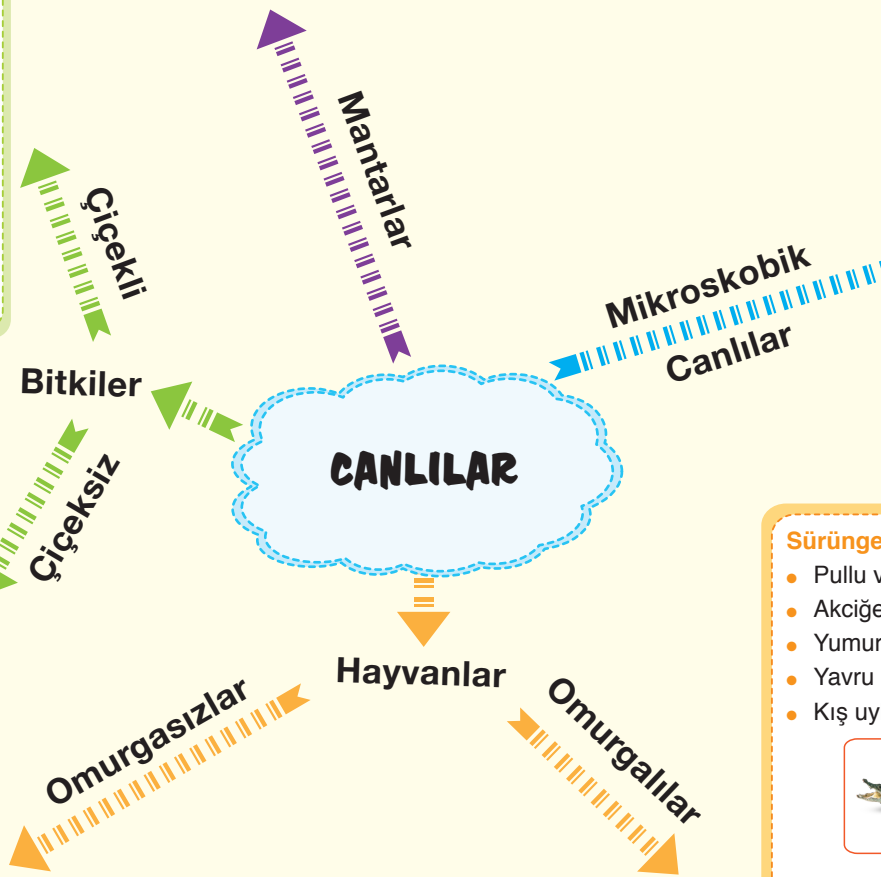 Mantarlar
Çiçekli
Mikroskobik
Canlılar
Bitkiler
CANLILAR
Çiçeksiz
Hayvanlar
Omurgasızlar
Omurgalılar
Sürünge
Pullu v
Akciğe
Yumur
Yavru
Kış uy